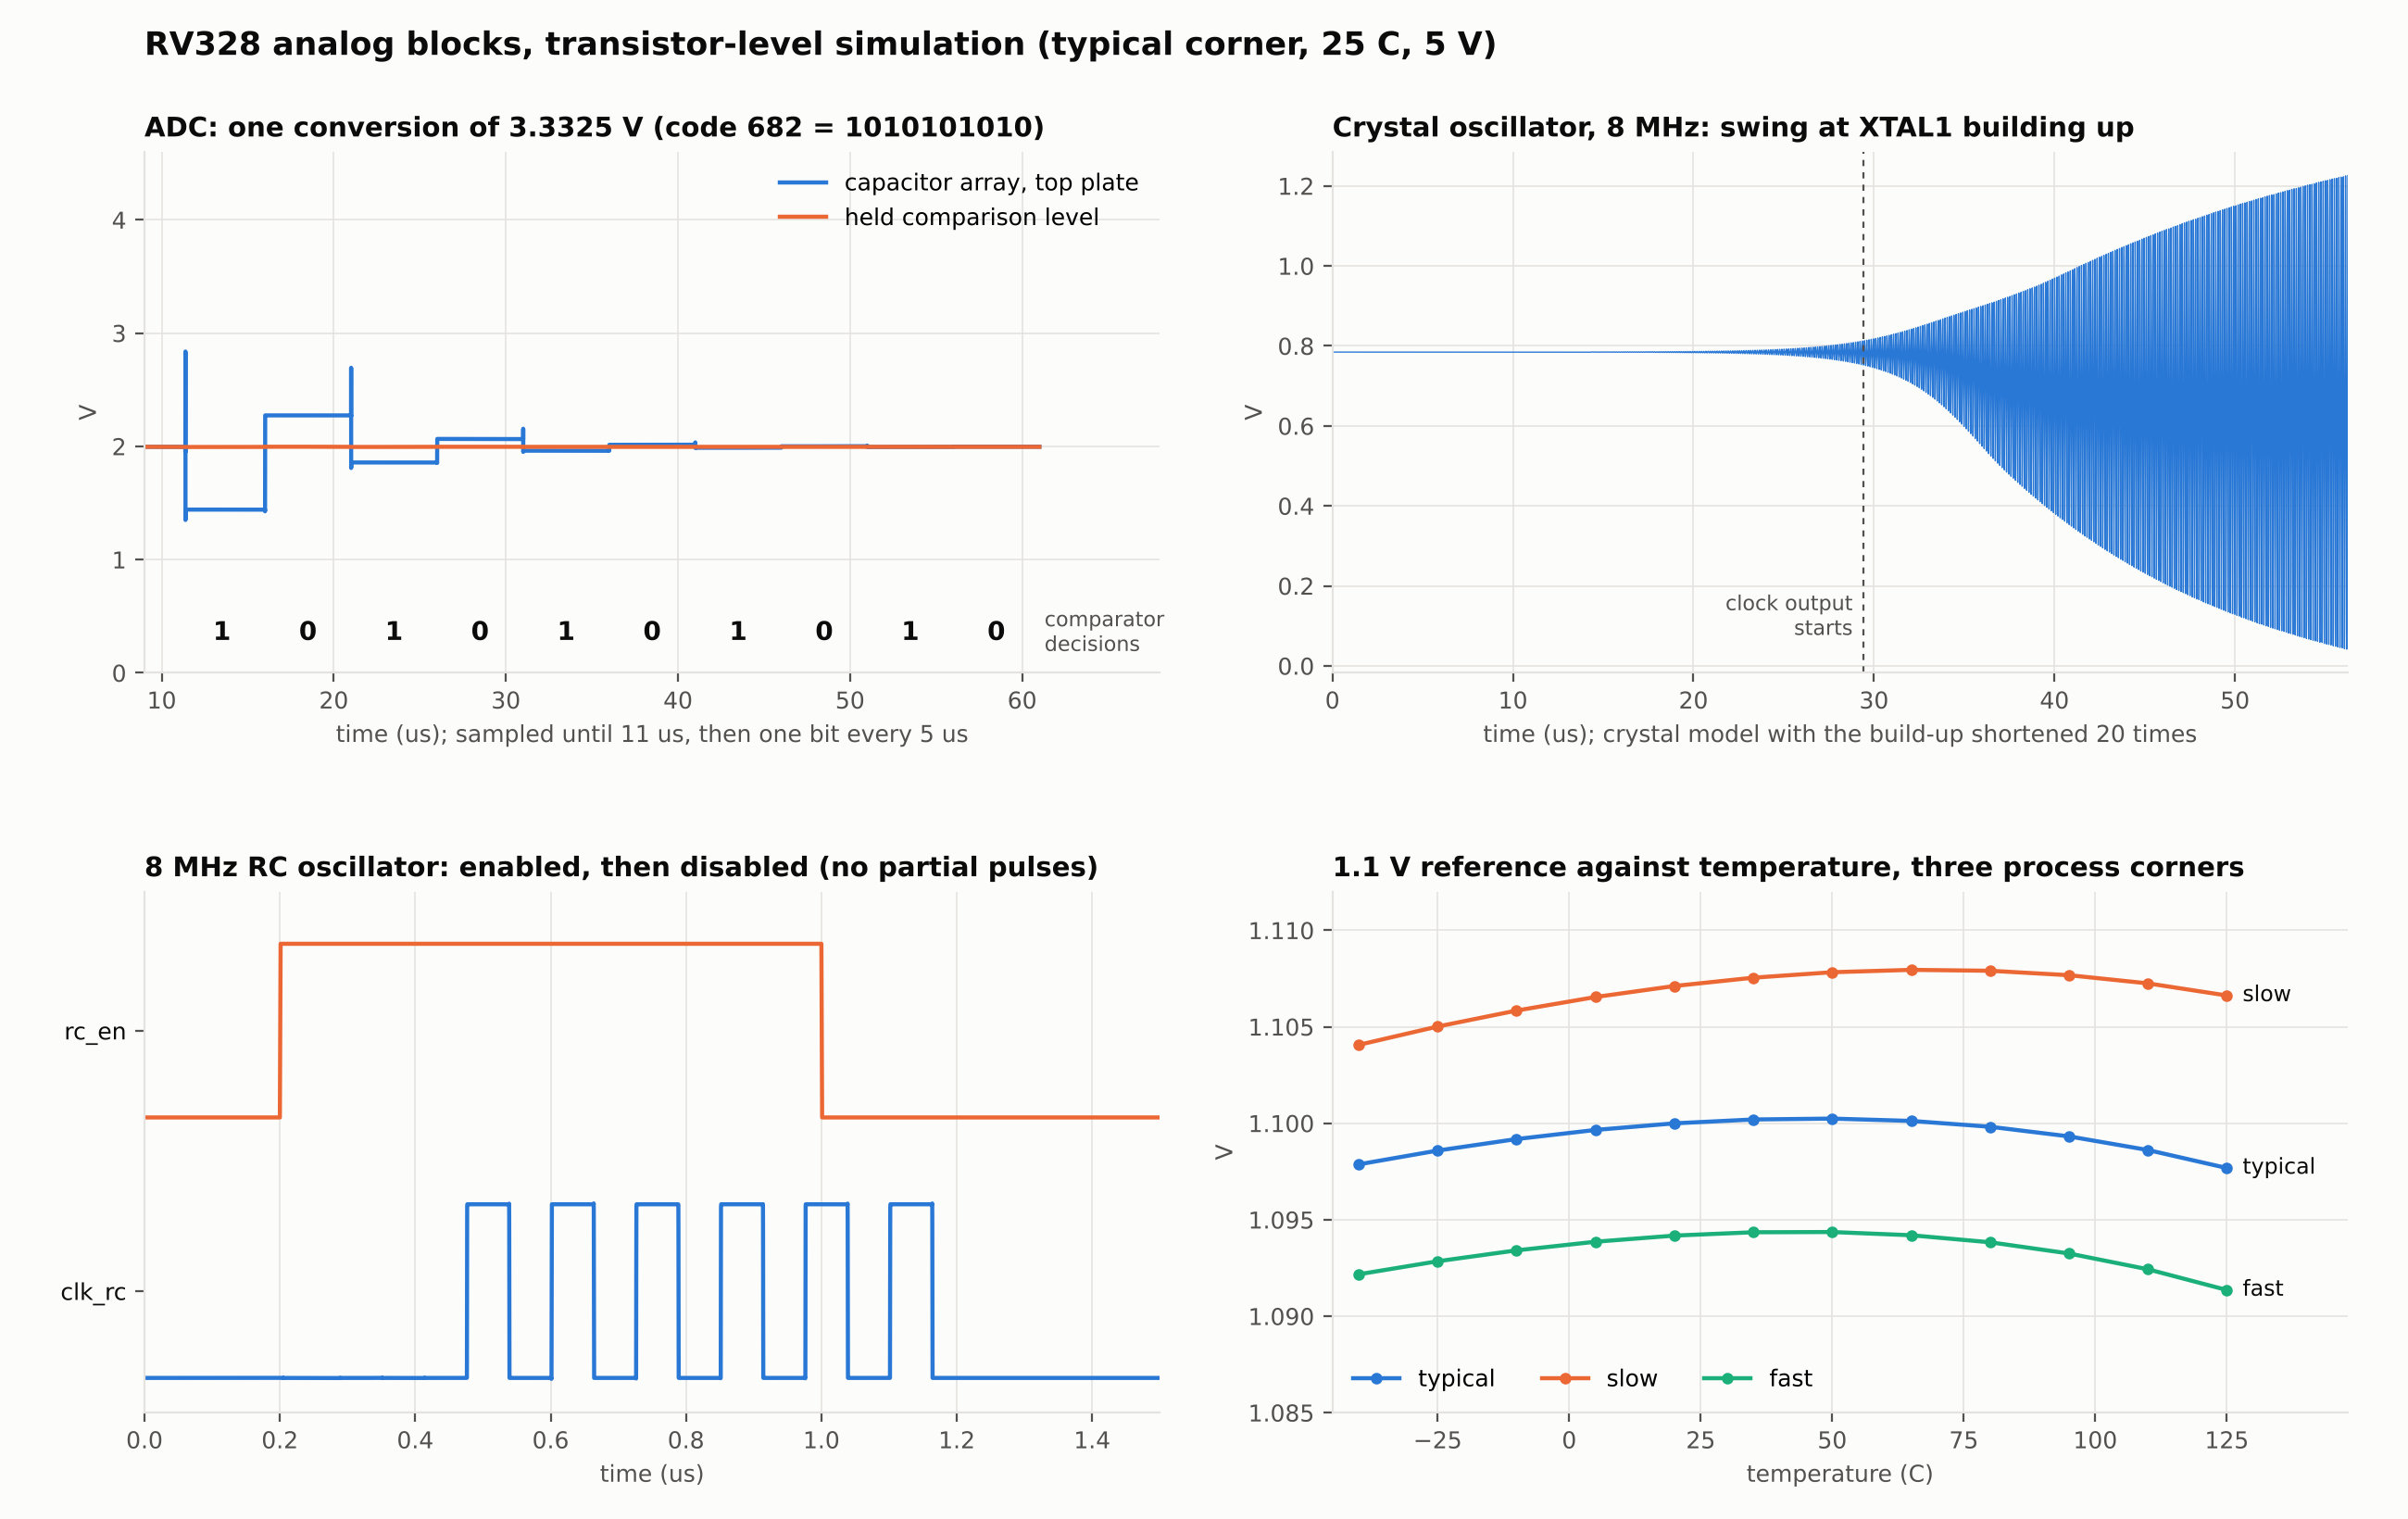 RV328 analog blocks, transistor-level simulation (typical corner, 25 C, 5 V)
ADC: one conversion of 3.3325 V (code 682 = 1010101010)
capacitor array, top plate
held comparison level
V
4
3
2
1
0
1 0 1 0 1 0 1 0 1 0
comparator
decisions
10 20 30 40 50 60
time (us); sampled until 11 us, then one bit every 5 us
Crystal oscillator, 8 MHz: swing at XTAL1 building up
V
1.2
1.0
0.8
0.6
0.4
0.2
0.0
clock output
starts
0 10 20 30 40 50
time (us); crystal model with the build-up shortened 20 times
8 MHz RC oscillator: enabled, then disabled (no partial pulses)
rc_en
clk_rc
0.0 0.2 0.4 0.6 0.8 1.0 1.2 1.4
time (us)
1.1 V reference against temperature, three process corners
V
1.110
1.105
1.100
1.095
1.090
1.085
slow
typical
fast
typical slow fast
−25 0 25 50 75 100 125
temperature (C)